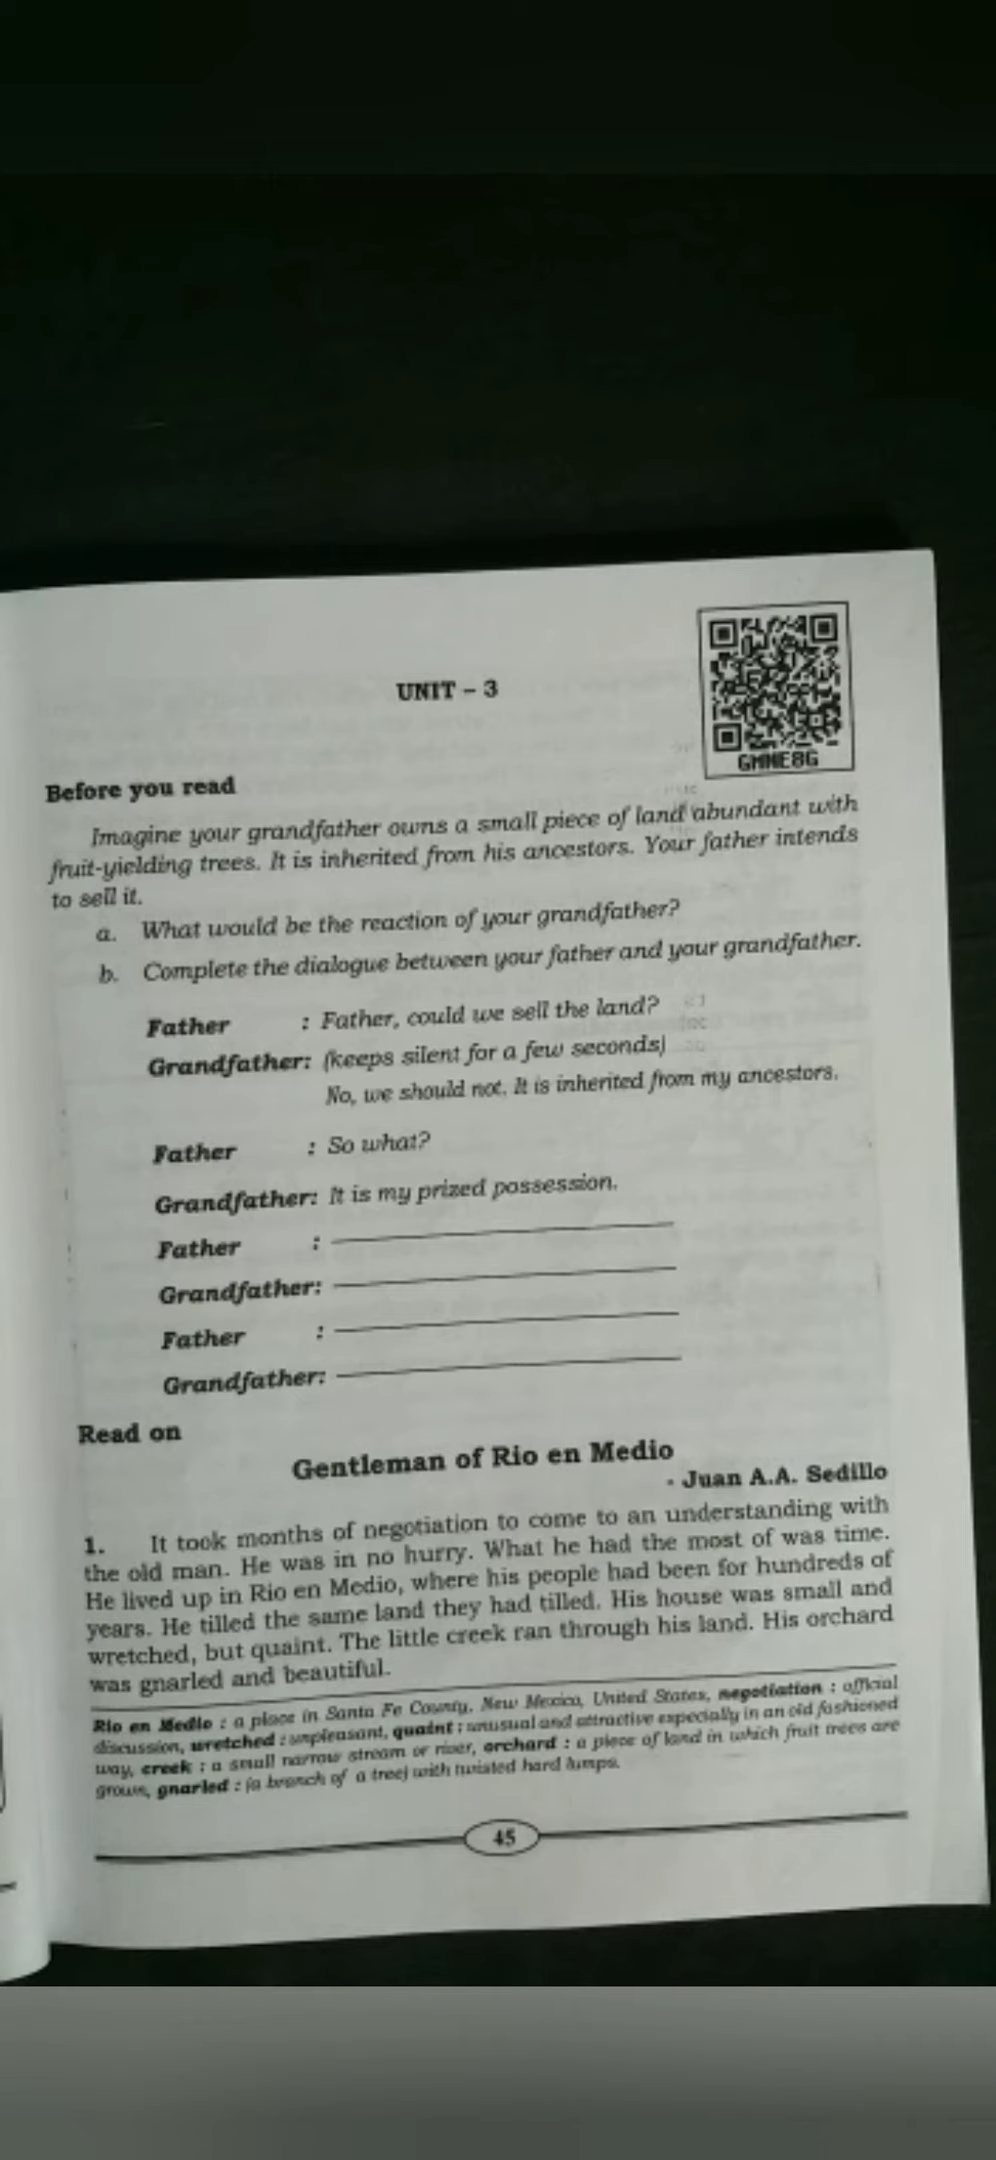 UNIT – 3
GMNE8G
Before you read
Imagine your grandfather owns a small piece of land abundant with
fruit-yielding trees. It is inherited from his ancestors. Your father intends
to sell it.
a. What would be the reaction of your grandfather?
b. Complete the dialogue between your father and your grandfather.
Father : Father, could we sell the land?
Grandfather: (keeps silent for a few seconds)
No, we should not. It is inherited from my ancestors.
Father : So what?
Grandfather: It is my prized possession.
Father :
Grandfather:
Father :
Grandfather:
Read on
Gentleman of Rio en Medio
- Juan A.A. Sedillo
1. It took months of negotiation to come to an understanding with
the old man. He was in no hurry. What he had the most of was time.
He lived up in Rio en Medio, where his people had been for hundreds of
years. He tilled the same land they had tilled. His house was small and
wretched, but quaint. The little creek ran through his land. His orchard
was gnarled and beautiful.
Rio en Medio : a place in Santa Fe County, New Mexico, United States, negotiation : official
discussion, wretched : unpleasant, quaint : unusual and attractive especially in an old fashioned
way, creek : a small narrow stream or river, orchard : a piece of land in which fruit trees are
grown, gnarled : (a branch of a tree) with twisted hard lumps.
45